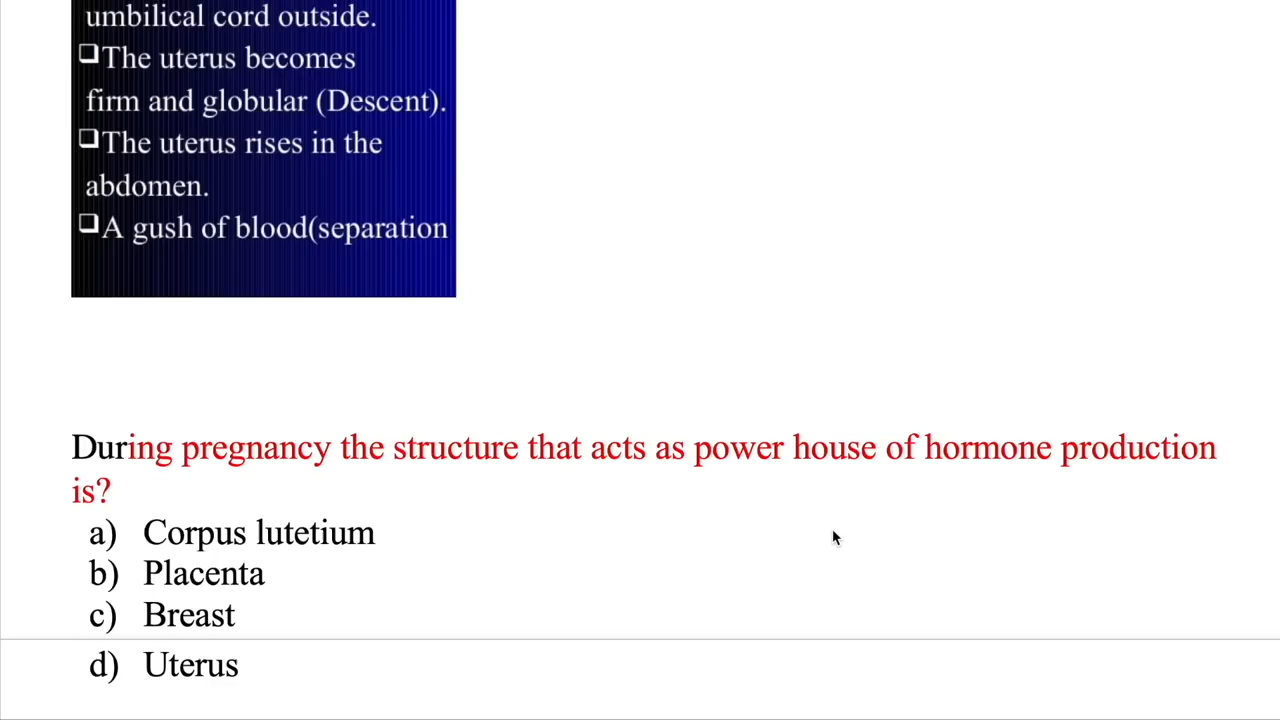 umbilical cord outside.
❑The uterus becomes
firm and globular (Descent).
❑The uterus rises in the
abdomen.
❑A gush of blood(separation
During pregnancy the structure that acts as power house of hormone production
is?
a) Corpus lutetium
b) Placenta
c) Breast
d) Uterus